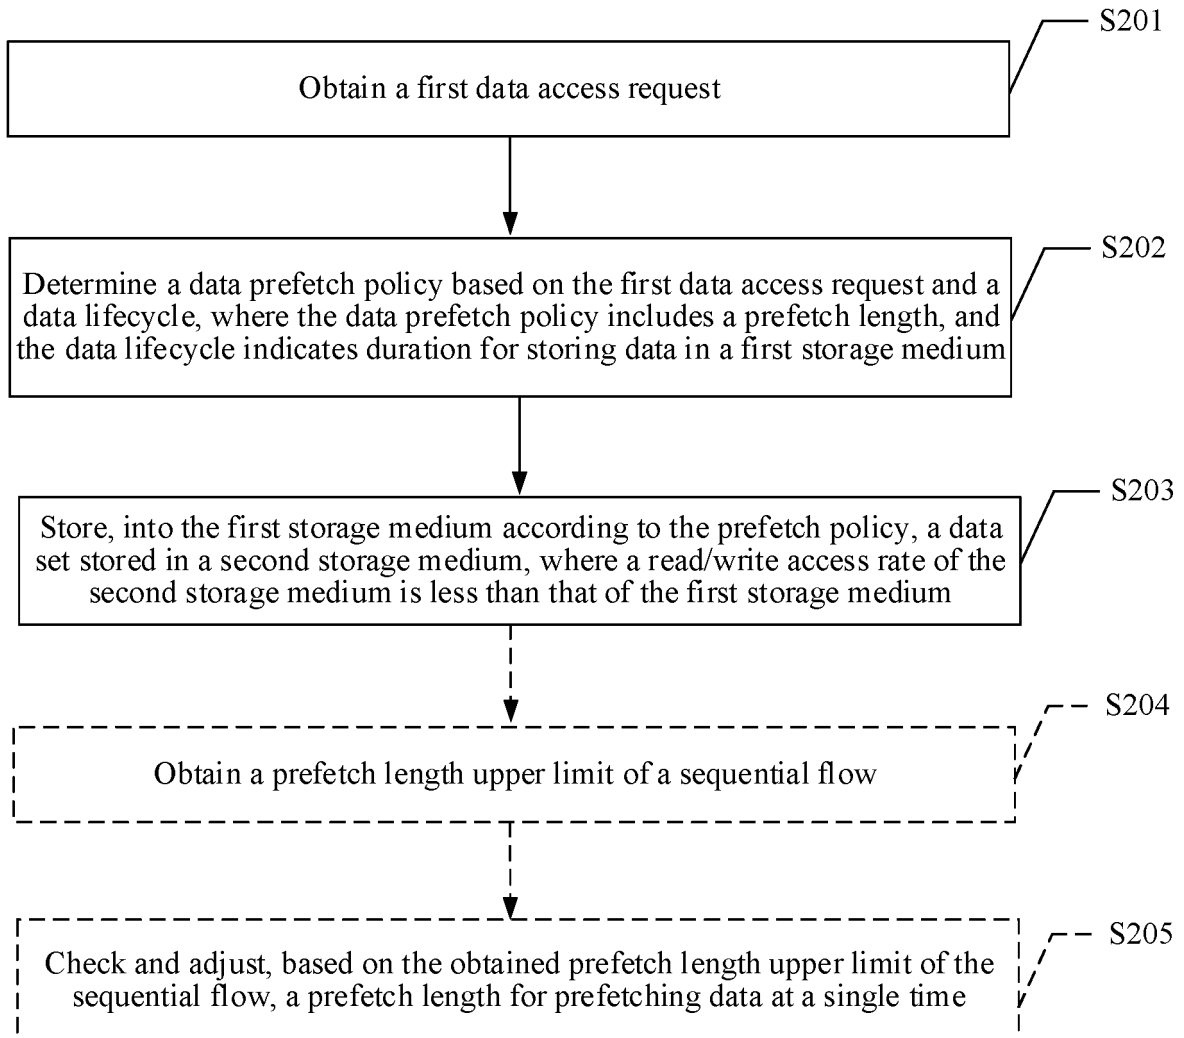 S201
Obtain a first data access request
S202
Determine a data prefetch policy based on the first data access request and a
data lifecycle, where the data prefetch policy includes a prefetch length, and
the data lifecycle indicates duration for storing data in a first storage medium
S203
Store, into the first storage medium according to the prefetch policy, a data
set stored in a second storage medium, where a read/write access rate of the
second storage medium is less than that of the first storage medium
S204
Obtain a prefetch length upper limit of a sequential flow
S205
Check and adjust, based on the obtained prefetch length upper limit of the
sequential flow, a prefetch length for prefetching data at a single time